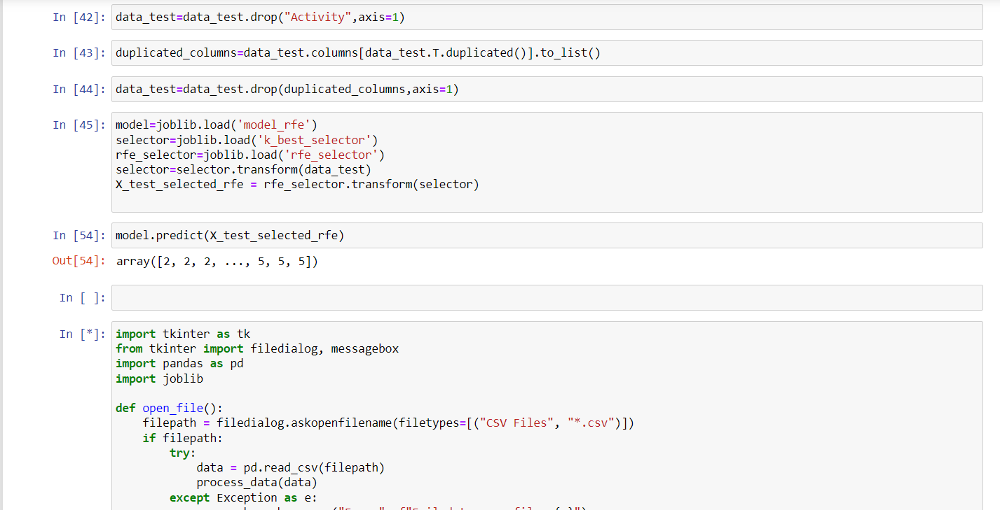 In [42]: data_test=data_test.drop("Activity",axis=1)
In [43]: duplicated_columns=data_test.columns[data_test.T.duplicated()].to_list()
In [44]: data_test=data_test.drop(duplicated_columns,axis=1)
In [45]: model=joblib.load('model_rfe')
selector=joblib.load('k_best_selector')
rfe_selector=joblib.load('rfe_selector')
selector=selector.transform(data_test)
X_test_selected_rfe = rfe_selector.transform(selector)
In [54]: model.predict(X_test_selected_rfe)
Out[54]: array([2, 2, 2, ..., 5, 5, 5])
In [ ]:
In [*]: import tkinter as tk
from tkinter import filedialog, messagebox
import pandas as pd
import joblib
def open_file():
filepath = filedialog.askopenfilename(filetypes=[("CSV Files", "*.csv")])
if filepath:
try:
data = pd.read_csv(filepath)
process_data(data)
except Exception as e: